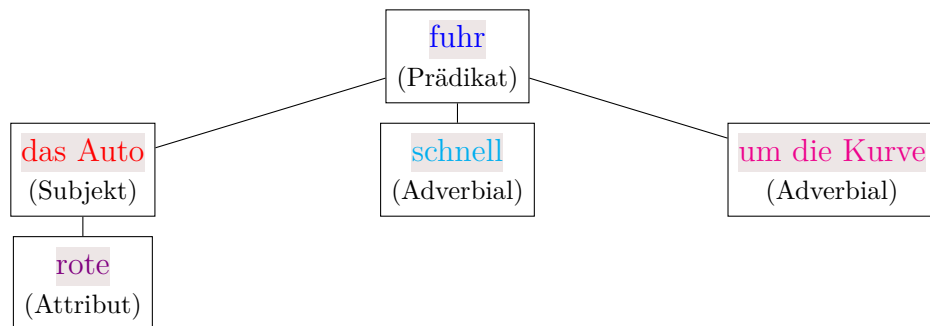 fuhr
(Prädikat)
das Auto
(Subjekt)
schnell
(Adverbial)
um die Kurve
(Adverbial)
rote
(Attribut)